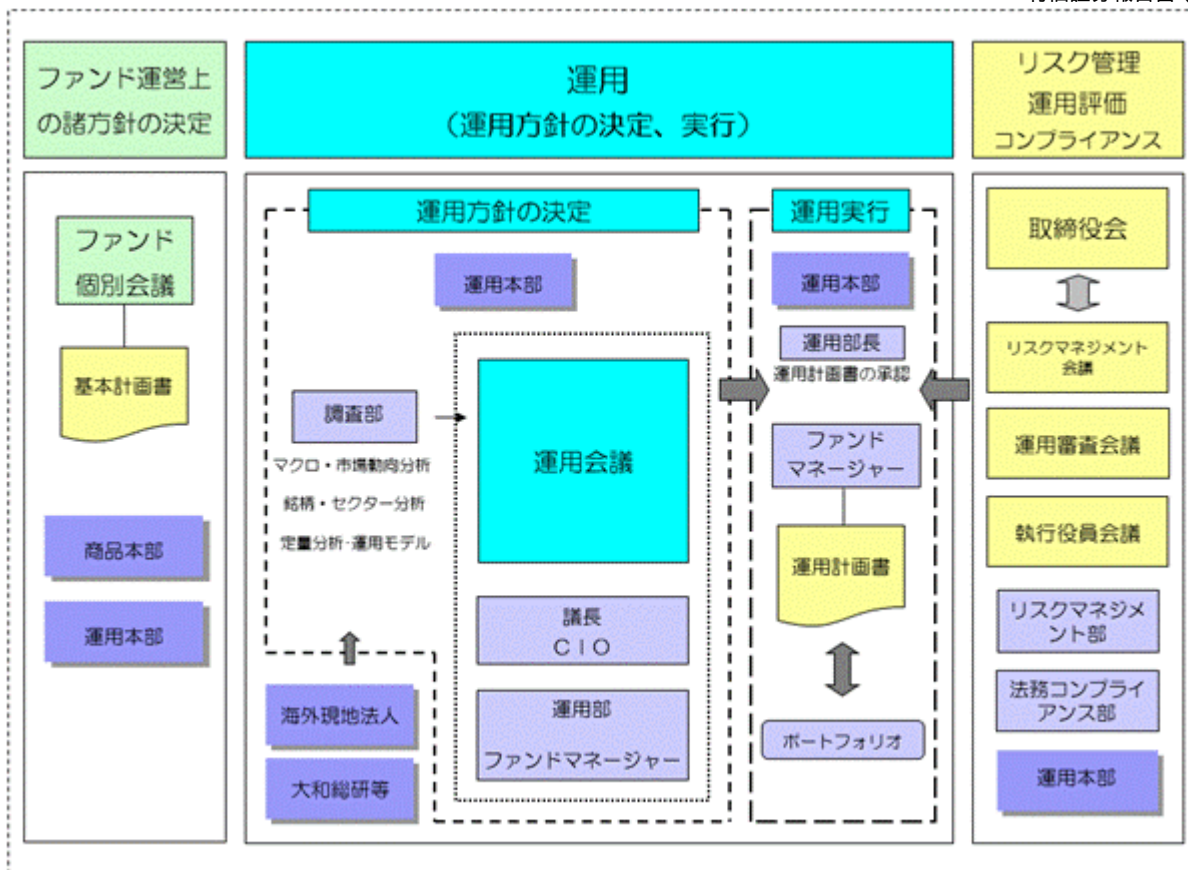 ファンド運営上
の諸方針の決定
運用
（運用方針の決定、実行）
リスク管理
運用評価
コンプライアンス
ファンド
個別会議
基本計画書
商品本部
運用本部
運用方針の決定
運用本部
調査部
マクロ・市場動向分析
銘柄・セクター分析
定量分析･運用モデル
運用会議
議長
ＣＩＯ
運用部
ファンドマネージャー
海外現地法人
大和総研等
運用実行
運用本部
運用部長
運用計画書の承認
ファンド
マネージャー
運用計画書
ポートフォリオ
取締役会
リスクマネジメント
会議
運用審査会議
執行役員会議
リスクマネジメ
ント部
法務コンプライ
アンス部
運用本部